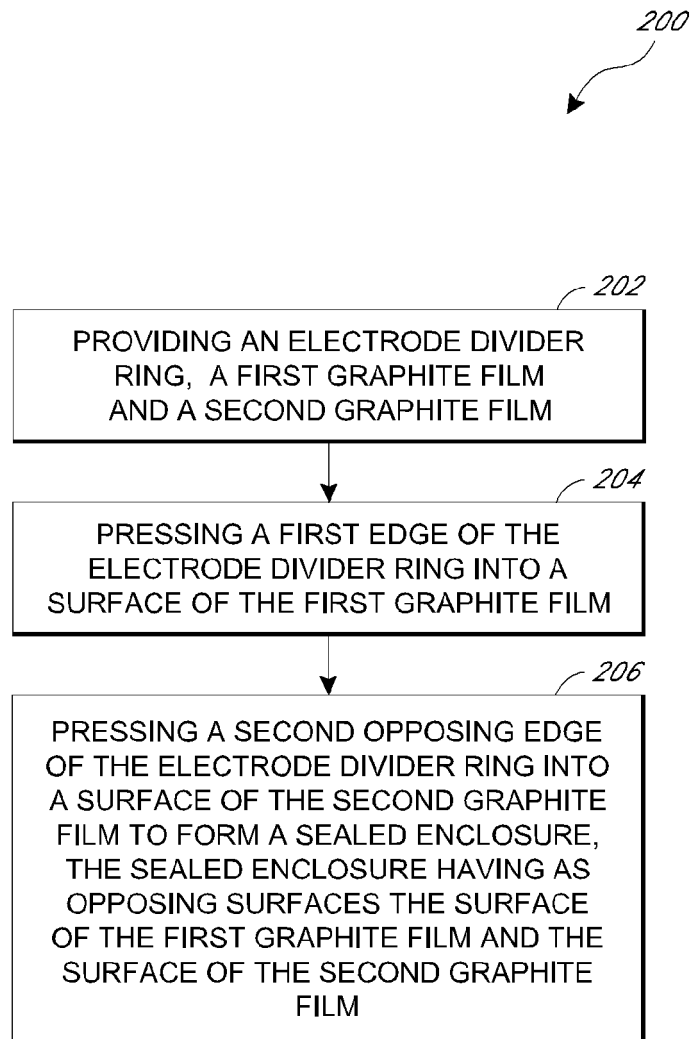 200
202
PROVIDING AN ELECTRODE DIVIDER
RING, A FIRST GRAPHITE FILM
AND A SECOND GRAPHITE FILM
204
PRESSING A FIRST EDGE OF THE
ELECTRODE DIVIDER RING INTO A
SURFACE OF THE FIRST GRAPHITE FILM
206
PRESSING A SECOND OPPOSING EDGE
OF THE ELECTRODE DIVIDER RING INTO
A SURFACE OF THE SECOND GRAPHITE
FILM TO FORM A SEALED ENCLOSURE,
THE SEALED ENCLOSURE HAVING AS
OPPOSING SURFACES THE SURFACE
OF THE FIRST GRAPHITE FILM AND THE
SURFACE OF THE SECOND GRAPHITE
FILM